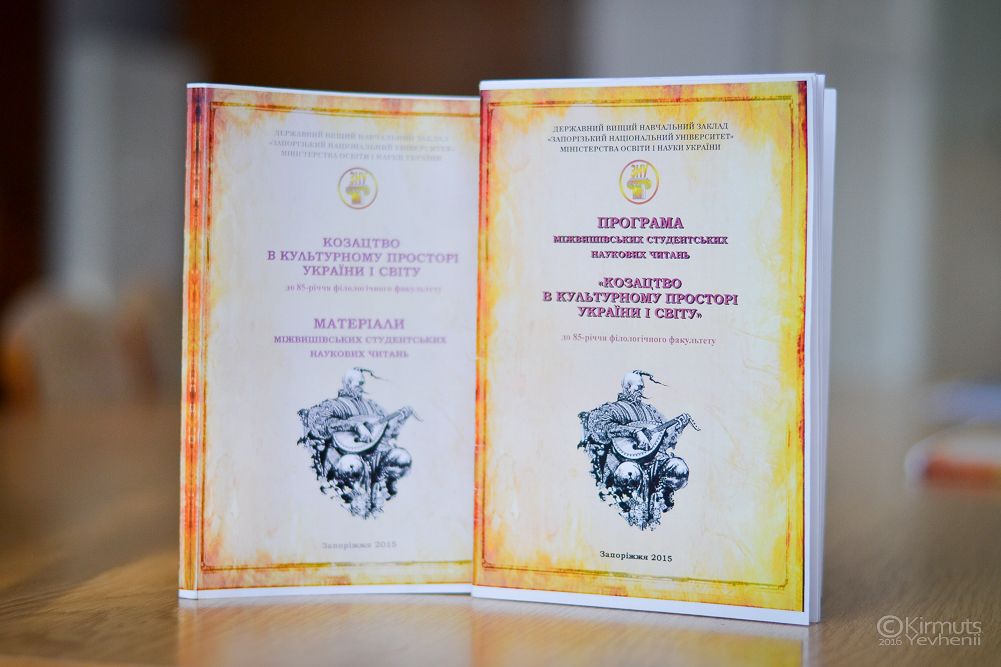 ДЕРЖАВНИЙ ВИЩИЙ НАВЧАЛЬНИЙ ЗАКЛАД
«ЗАПОРІЗЬКИЙ НАЦІОНАЛЬНИЙ УНІВЕРСИТЕТ»
МІНІСТЕРСТВА ОСВІТИ І НАУКИ УКРАЇНИ
ЗНУ
КОЗАЦТВО
В КУЛЬТУРНОМУ ПРОСТОРІ
УКРАЇНИ І СВІТУ
до 85-річчя філологічного факультету
МАТЕРІАЛИ
МІЖВИШІВСЬКИХ СТУДЕНТСЬКИХ
НАУКОВИХ ЧИТАНЬ
Запоріжжя 2015
ДЕРЖАВНИЙ ВИЩИЙ НАВЧАЛЬНИЙ ЗАКЛАД
«ЗАПОРІЗЬКИЙ НАЦІОНАЛЬНИЙ УНІВЕРСИТЕТ»
МІНІСТЕРСТВА ОСВІТИ І НАУКИ УКРАЇНИ
ЗНУ
ПРОГРАМА
МІЖВИШІВСЬКИХ СТУДЕНТСЬКИХ
НАУКОВИХ ЧИТАНЬ
«КОЗАЦТВО
В КУЛЬТУРНОМУ ПРОСТОРІ
УКРАЇНИ І СВІТУ»
до 85-річчя філологічного факультету
Запоріжжя 2015
©Kirmuts
2016 Yevhenii